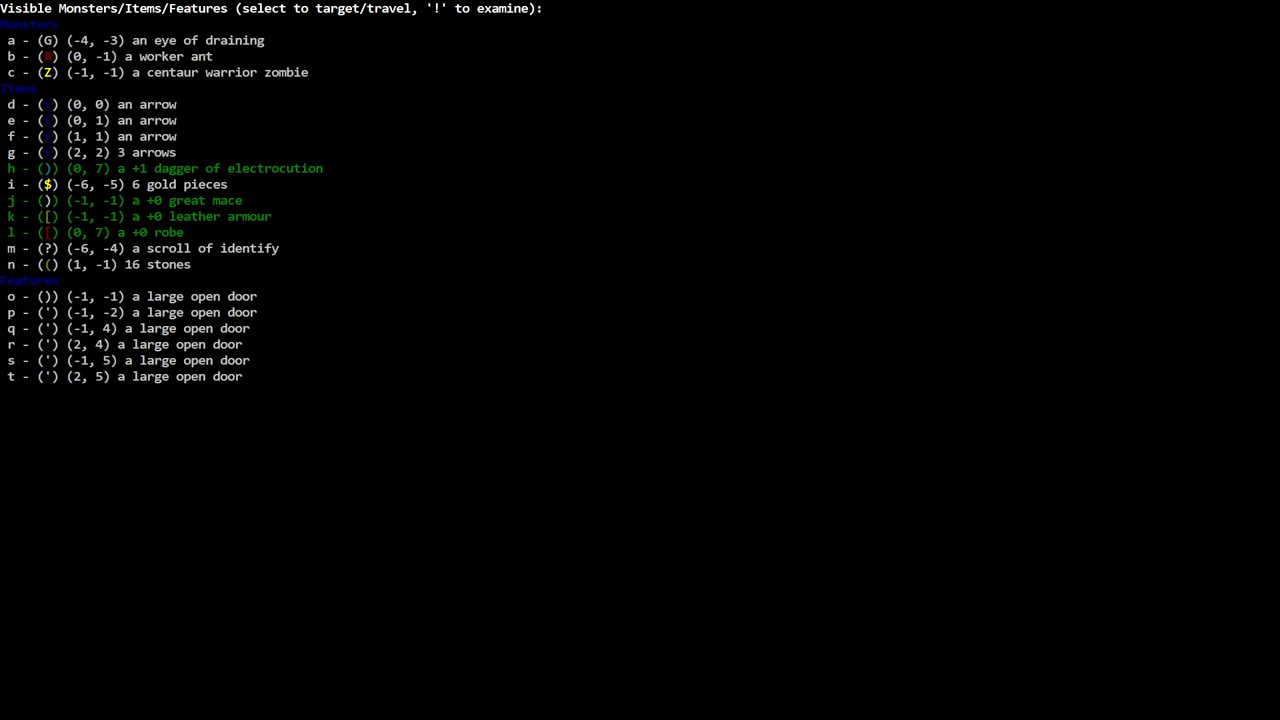 Visible Monsters/Items/Features (select to target/travel, '!' to examine):
Monsters
a - (G) (-4, -3) an eye of draining
b - (B) (0, -1) a worker ant
c - (Z) (-1, -1) a centaur warrior zombie
Items
d - (() (0, 0) an arrow
e - (() (0, 1) an arrow
f - (() (1, 1) an arrow
g - (() (2, 2) 3 arrows
h - ()) (0, 7) a +1 dagger of electrocution
i - ($) (-6, -5) 6 gold pieces
j - ()) (-1, -1) a +0 great mace
k - ([) (-1, -1) a +0 leather armour
l - ([) (0, 7) a +0 robe
m - (?) (-6, -4) a scroll of identify
n - (() (1, -1) 16 stones
Features
o - ()) (-1, -1) a large open door
p - (') (-1, -2) a large open door
q - (') (-1, 4) a large open door
r - (') (2, 4) a large open door
s - (') (-1, 5) a large open door
t - (') (2, 5) a large open door